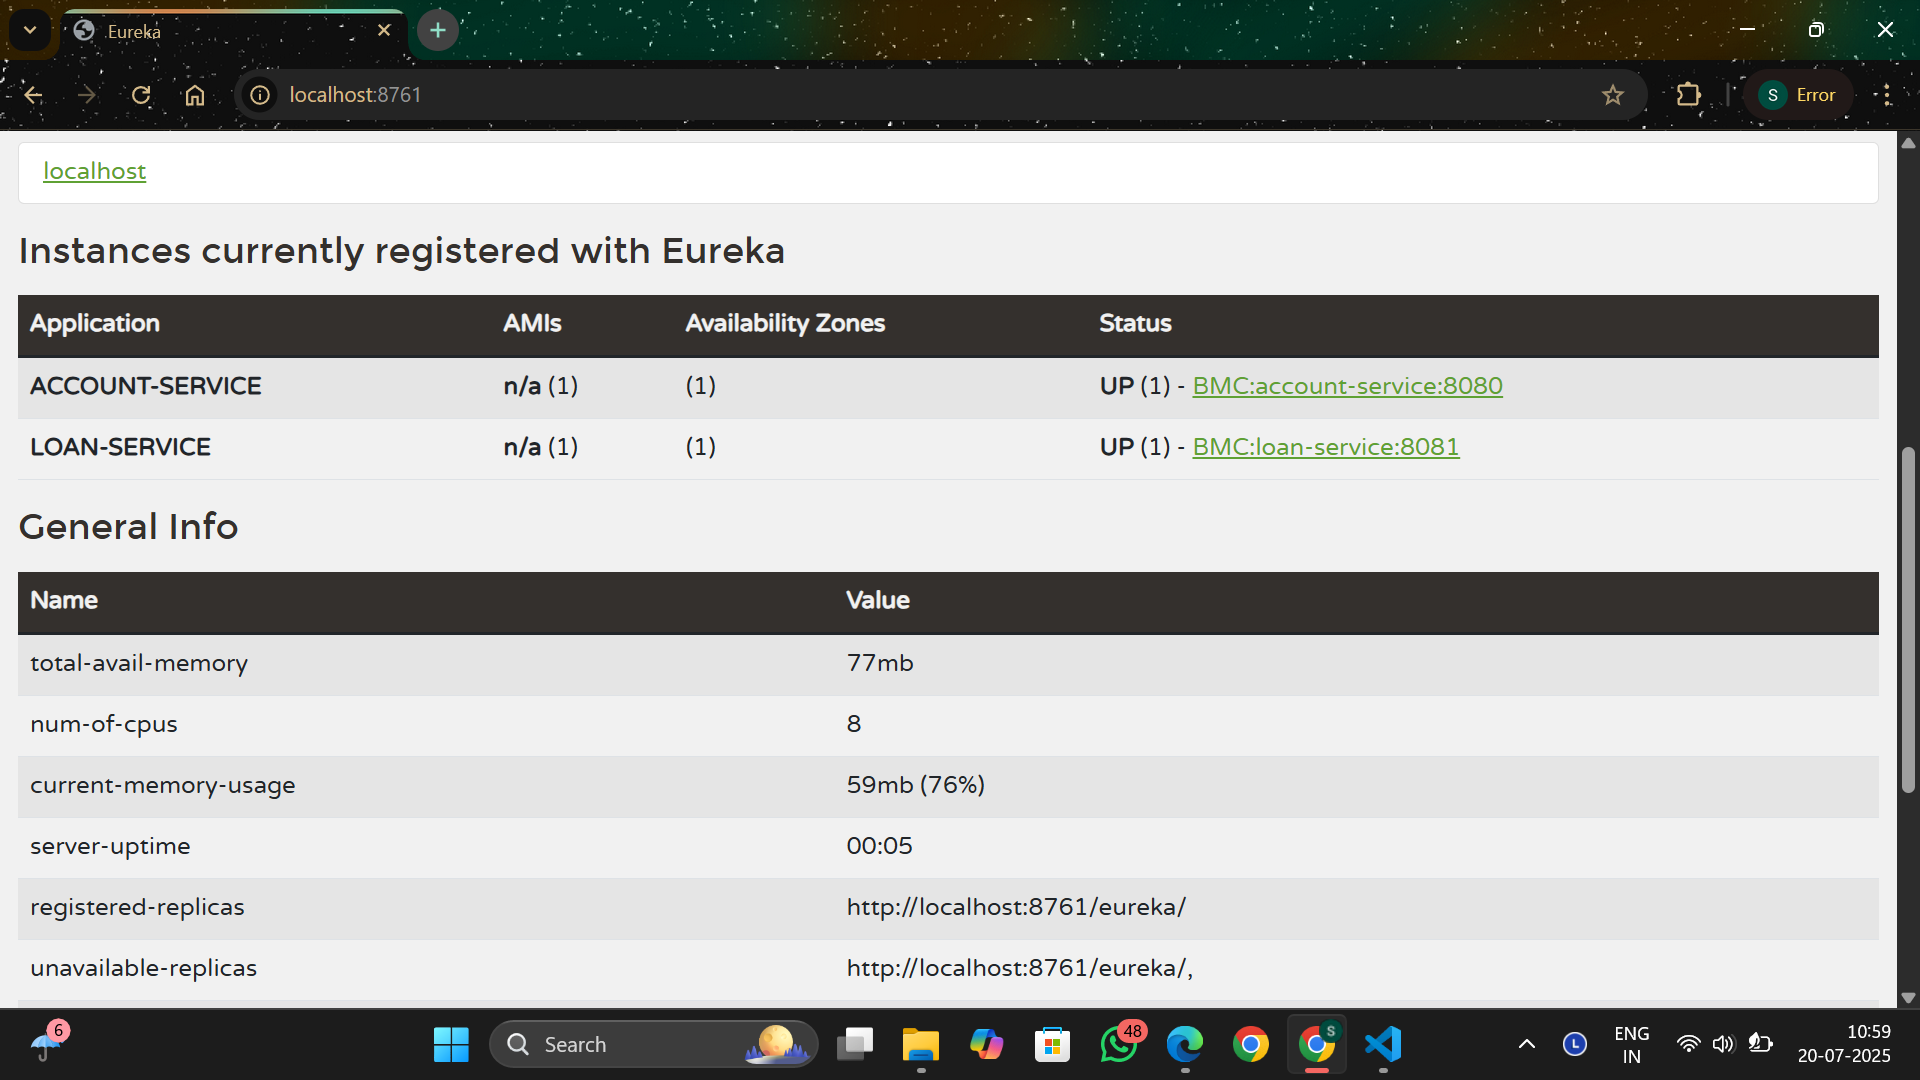 Eureka
localhost:8761
S Error
localhost
Instances currently registered with Eureka
Application AMIs Availability Zones Status
ACCOUNT-SERVICE n/a (1) (1) UP (1) - BMC:account-service:8080
LOAN-SERVICE n/a (1) (1) UP (1) - BMC:loan-service:8081
General Info
Name Value
total-avail-memory 77mb
num-of-cpus 8
current-memory-usage 59mb (76%)
server-uptime 00:05
registered-replicas http://localhost:8761/eureka/
unavailable-replicas http://localhost:8761/eureka/,
6
Search
48
S
L
ENG
IN
10:59
20-07-2025